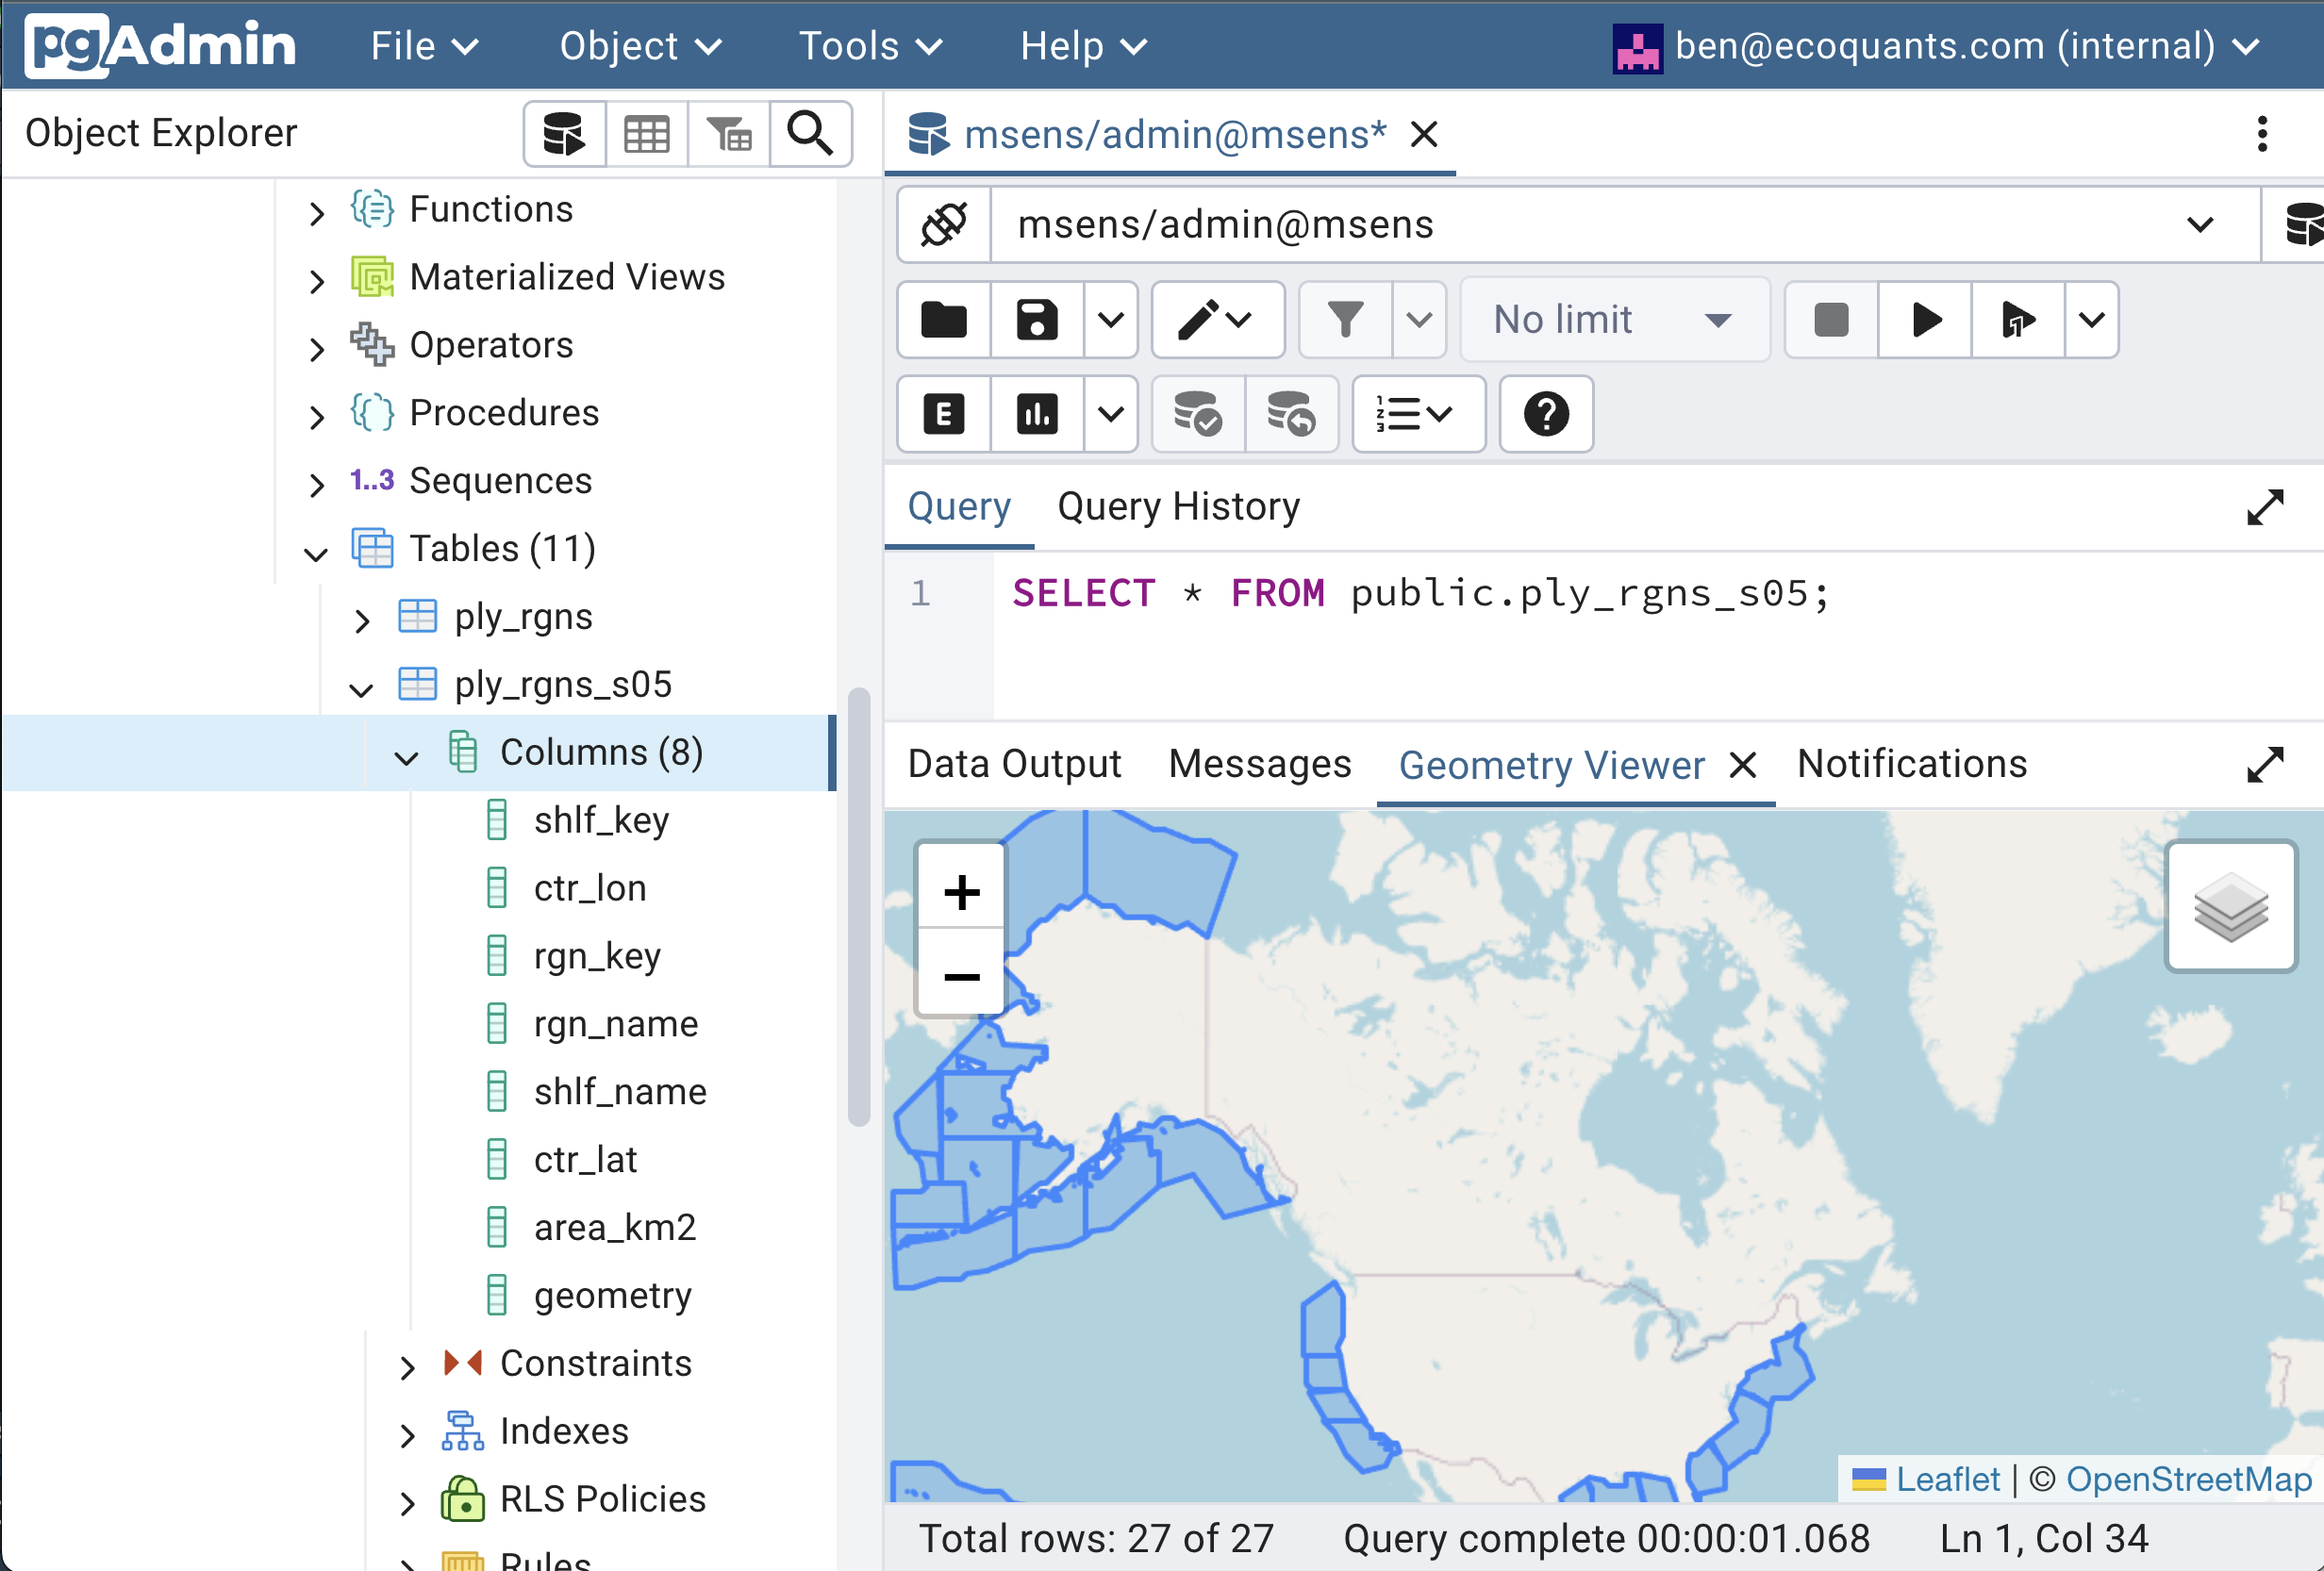 pgAdmin File Object Tools Help ben@ecoquants.com (internal)
Object Explorer
msens/admin@msens*
msens/admin@msens
Functions
Materialized Views
Operators
Procedures
1..3 Sequences
Tables (11)
ply_rgns
ply_rgns_s05
Columns (8)
shlf_key
ctr_lon
rgn_key
rgn_name
shlf_name
ctr_lat
area_km2
geometry
Constraints
Indexes
RLS Policies
Rules
No limit
E
Query Query History
1 SELECT * FROM public.ply_rgns_s05;
Data Output Messages Geometry Viewer Notifications
+
−
Leaflet | © OpenStreetMap
Total rows: 27 of 27 Query complete 00:00:01.068 Ln 1, Col 34